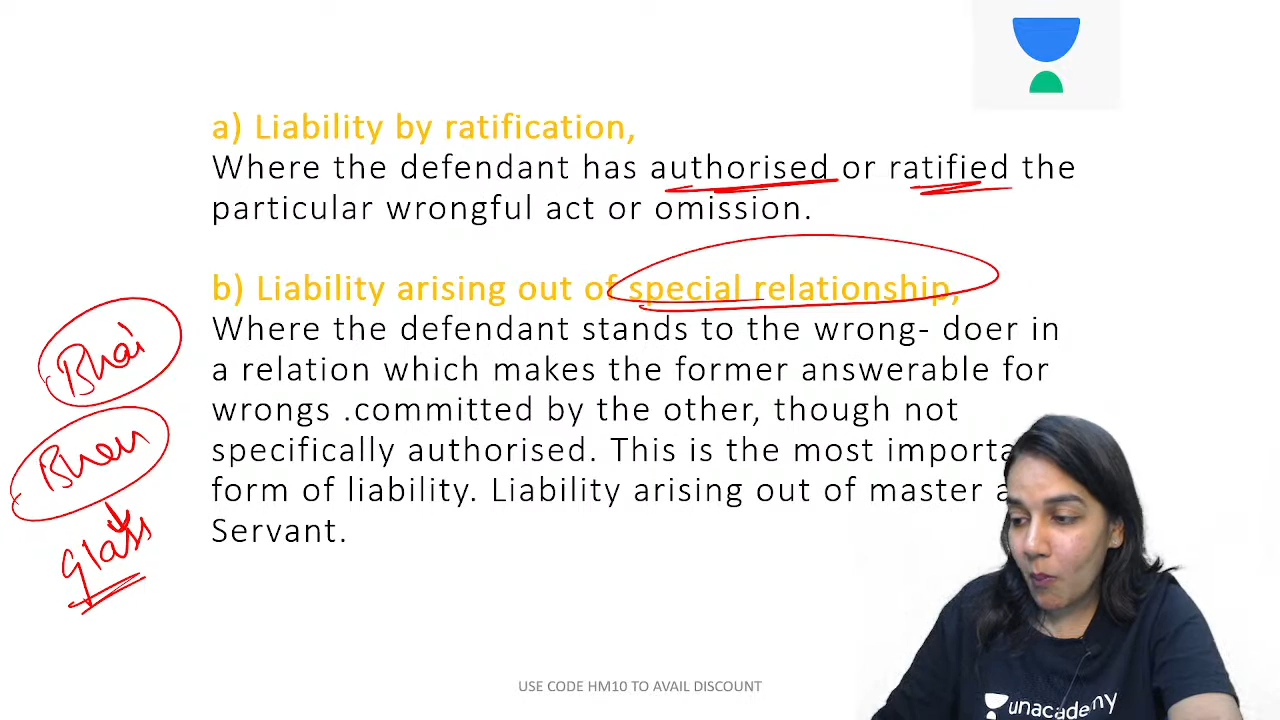 a) Liability by ratification,
Where the defendant has authorised or ratified the
particular wrongful act or omission.
b) Liability arising out of special relationship,
Where the defendant stands to the wrong- doer in
a relation which makes the former answerable for
wrongs .committed by the other, though not
specifically authorised. This is the most importa
form of liability. Liability arising out of master a
Servant.
Bhai
Bhen
glass
USE CODE HM10 TO AVAIL DISCOUNT
unacademy